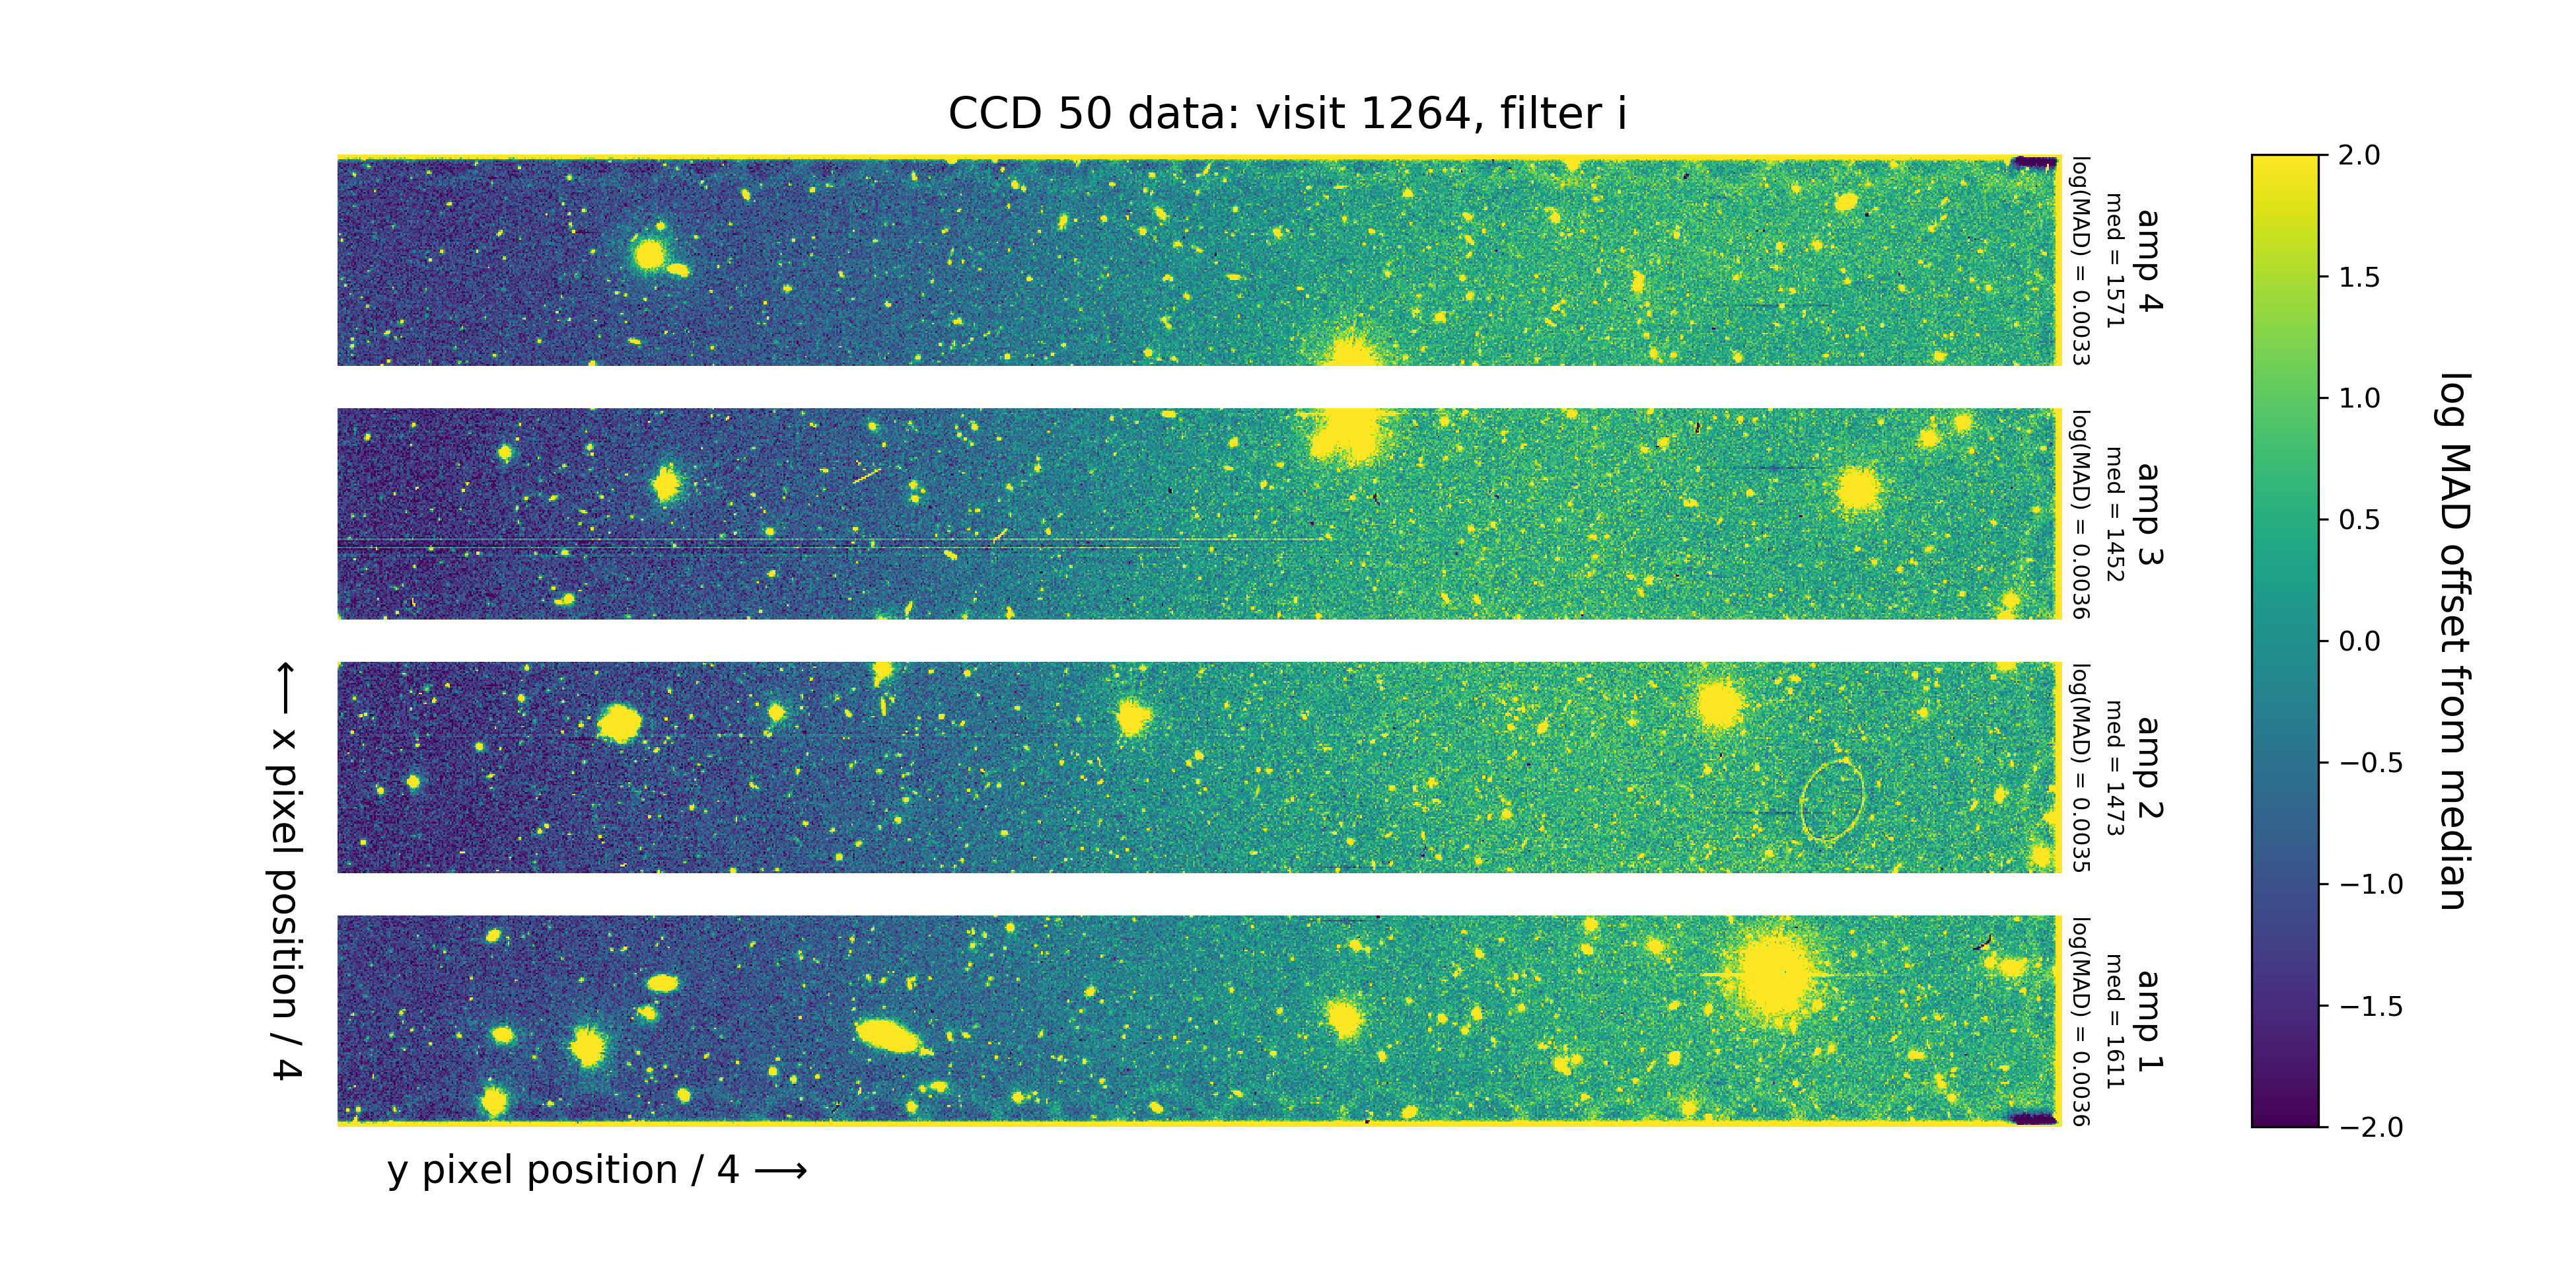 CCD 50 data: visit 1264, filter i
amp 4
med = 1571
log(MAD) = 0.0033
amp 3
med = 1452
log(MAD) = 0.0036
amp 2
med = 1473
log(MAD) = 0.0035
amp 1
med = 1611
log(MAD) = 0.0036
⟵ x pixel position / 4
y pixel position / 4 ⟶
2.0
1.5
1.0
0.5
0.0
−0.5
−1.0
−1.5
−2.0
log MAD offset from median